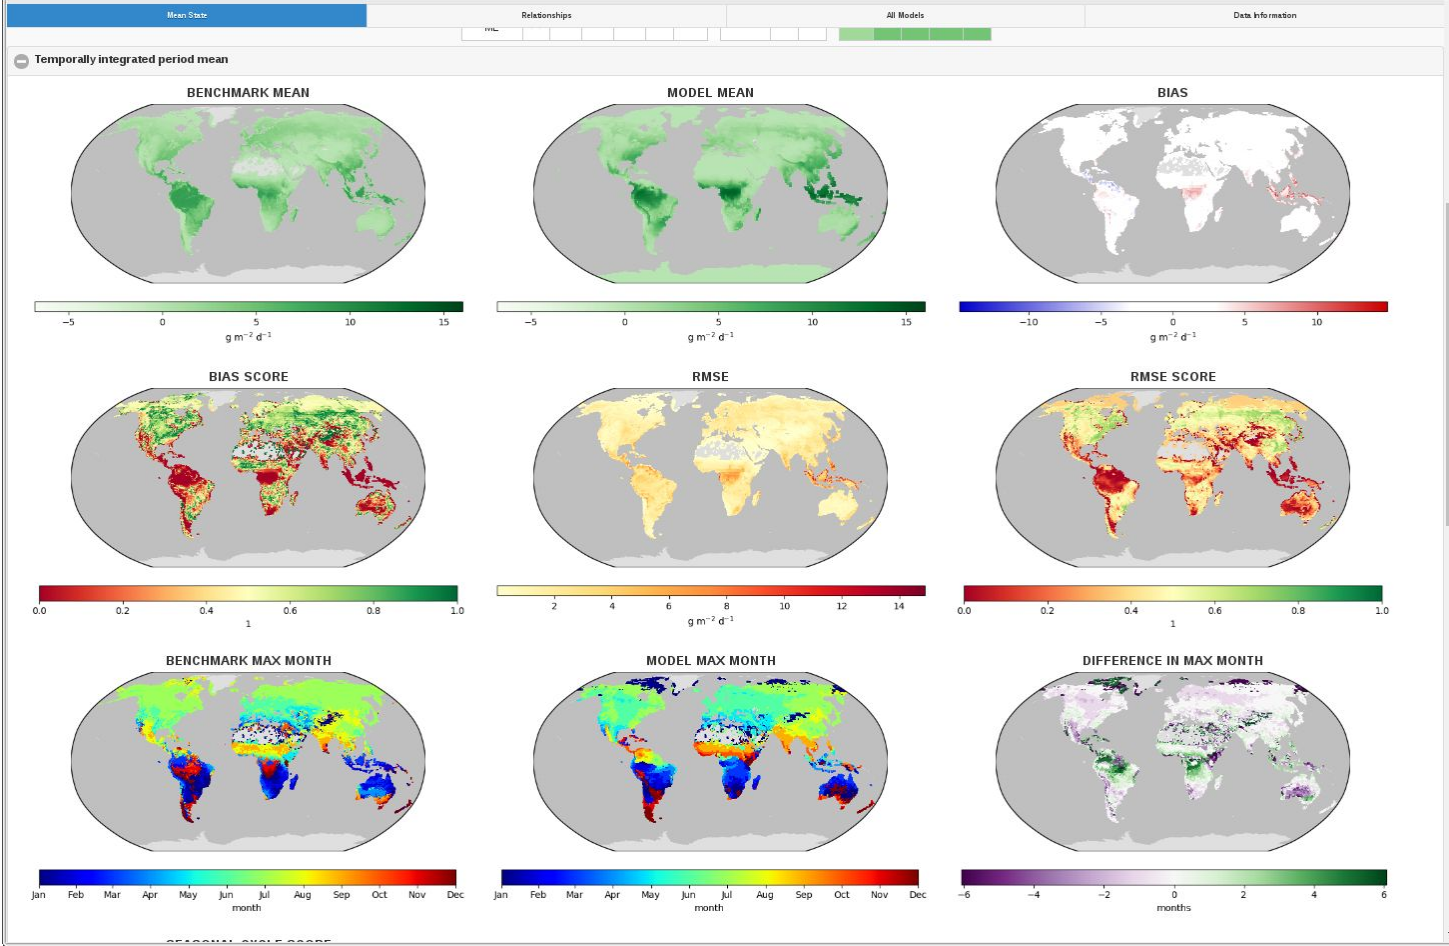 Mean State Relationships All Models Data Information
Temporally integrated period mean
BENCHMARK MEAN MODEL MEAN BIAS
−5 0 5 10 15 −5 0 5 10 15 −10 −5 0 5 10
g m⁻² d⁻¹ g m⁻² d⁻¹ g m⁻² d⁻¹
BIAS SCORE RMSE RMSE SCORE
0.0 0.2 0.4 0.6 0.8 1.0 2 4 6 8 10 12 14 0.0 0.2 0.4 0.6 0.8 1.0
1 g m⁻² d⁻¹ 1
BENCHMARK MAX MONTH MODEL MAX MONTH DIFFERENCE IN MAX MONTH
Jan Feb Mar Apr May Jun Jul Aug Sep Oct Nov Dec Jan Feb Mar Apr May Jun Jul Aug Sep Oct Nov Dec −6 −4 −2 0 2 4 6
month month months
SEASONAL CYCLE SCORE